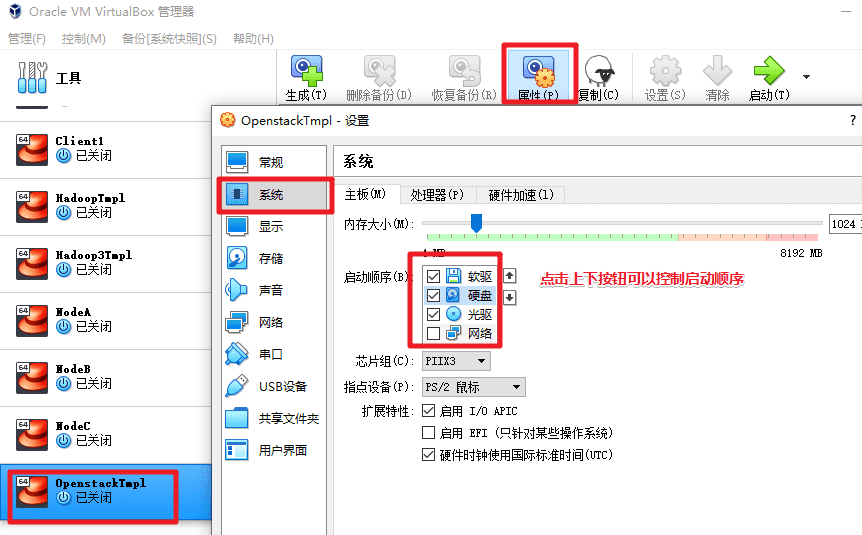 Oracle VM VirtualBox 管理器
管理(F) 控制(M) 备份[系统快照](S) 帮助(H)
工具
生成(T) 删除备份(D) 恢复备份(R) 属性(P) 复制(C) 设置(S) 清除 启动(T)
64 Client1
已关闭
64 HadoopTmpl
已关闭
64 Hadoop3Tmpl
已关闭
64 NodeA
已关闭
64 NodeB
已关闭
64 NodeC
已关闭
64 OpenstackTmpl
已关闭
OpenstackTmpl - 设置 ?
常规
系统
显示
存储
声音
网络
串口
USB设备
共享文件夹
用户界面
系统
主板(M) 处理器(P) 硬件加速(l)
内存大小(M): 1024
8192 MB
启动顺序(B): 软驱
硬盘
光驱
网络
点击上下按钮可以控制启动顺序
芯片组(C): PIIX3
指点设备(P): PS/2 鼠标
扩展特性: 启用 I/O APIC
启用 EFI (只针对某些操作系统)
硬件时钟使用国际标准时间(UTC)